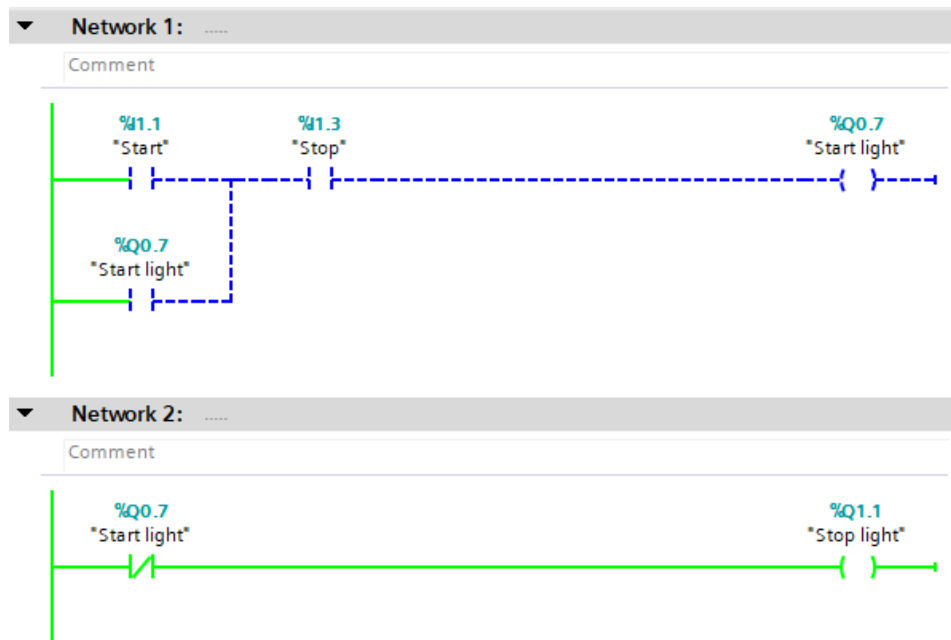 Network 1: .....
Comment
%I1.1 %I1.3 %Q0.7
"Start" "Stop" "Start light"
%Q0.7
"Start light"
Network 2: .....
Comment
%Q0.7 %Q1.1
"Start light" "Stop light"